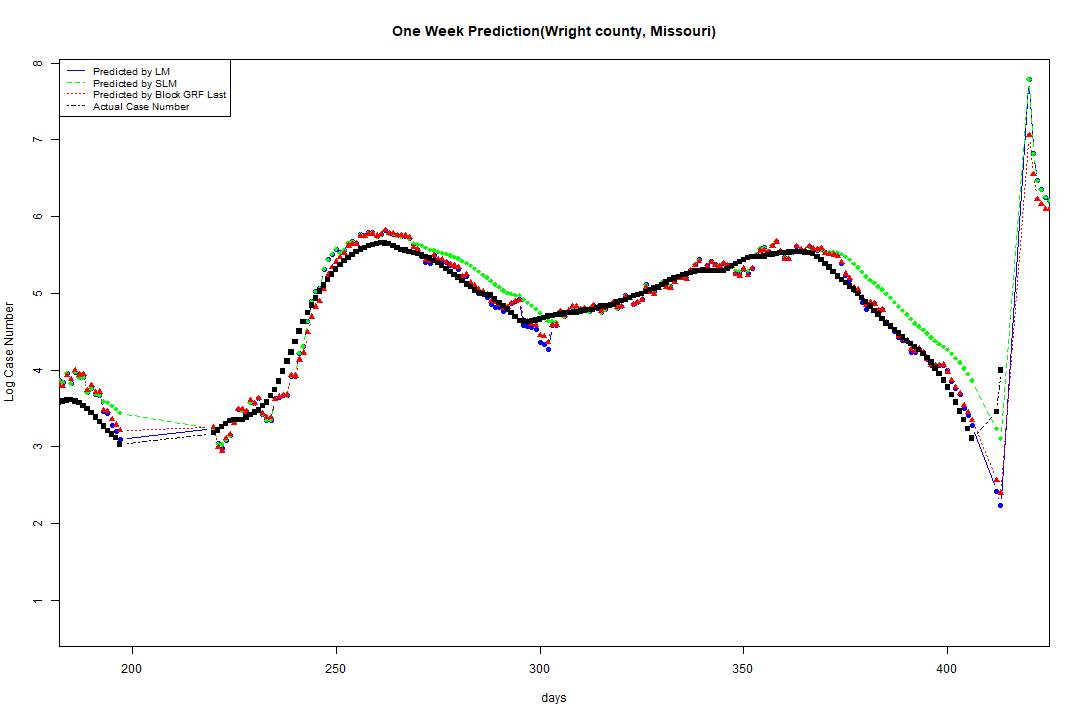 One Week Prediction(Wright county, Missouri)
8
Predicted by LM
Predicted by SLM
Predicted by Block GRF Last
Actual Case Number
7
6
5
4
3
2
1
Log Case Number
200 250 300 350 400
days